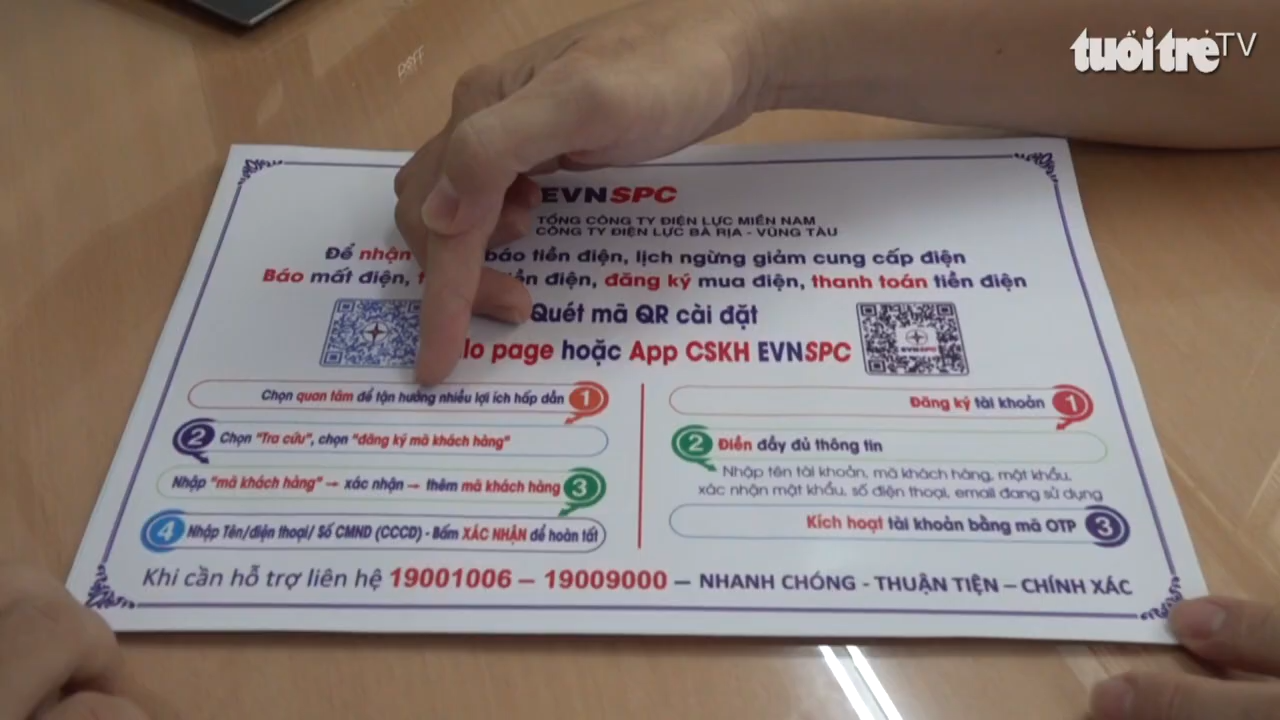 tuổi trẻ TV
EVNSPC
TỔNG CÔNG TY ĐIỆN LỰC MIỀN NAM
CÔNG TY ĐIỆN LỰC BÀ RỊA - VŨNG TÀU
Để nhận báo tiền điện, lịch ngừng giảm cung cấp điện
Báo mất điện, tiền điện, đăng ký mua điện, thanh toán tiền điện
Quét mã QR cài đặt
lo page hoặc App CSKH EVNSPC
EVNSPC
Chọn quan tâm để tận hưởng nhiều lợi ích hấp dẫn 1
2 Chọn "Tra cứu", chọn "đăng ký mã khách hàng"
Nhập "mã khách hàng" → xác nhận → thêm mã khách hàng 3
4 Nhập Tên/điện thoại/ Số CMND (CCCD) - Bấm XÁC NHẬN để hoàn tất
Đăng ký tài khoản 1
2 Điền đầy đủ thông tin
Nhập tên tài khoản, mã khách hàng, mật khẩu,
xác nhận mật khẩu, số điện thoại, email đang sử dụng
Kích hoạt tài khoản bằng mã OTP 3
Khi cần hỗ trợ liên hệ 19001006 – 19009000 – NHANH CHÓNG - THUẬN TIỆN – CHÍNH XÁC